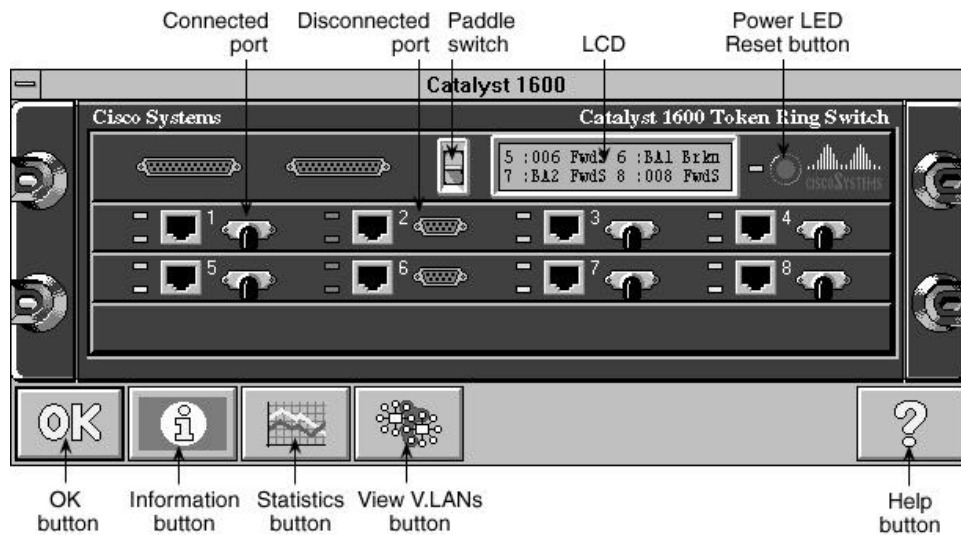 Connected port
Disconnected port
Paddle switch
LCD
Power LED
Reset button
Catalyst 1600
Cisco Systems
Catalyst 1600 Token Ring Switch
5 :006 FwdS 6 :BA1 Brkn
7 :BA2 FwdS 8 :008 FwdS
CISCOSYSTEMS
1
2
3
4
5
6
7
8
OK
i
?
OK button
Information button
Statistics button
View V.LANs button
Help button